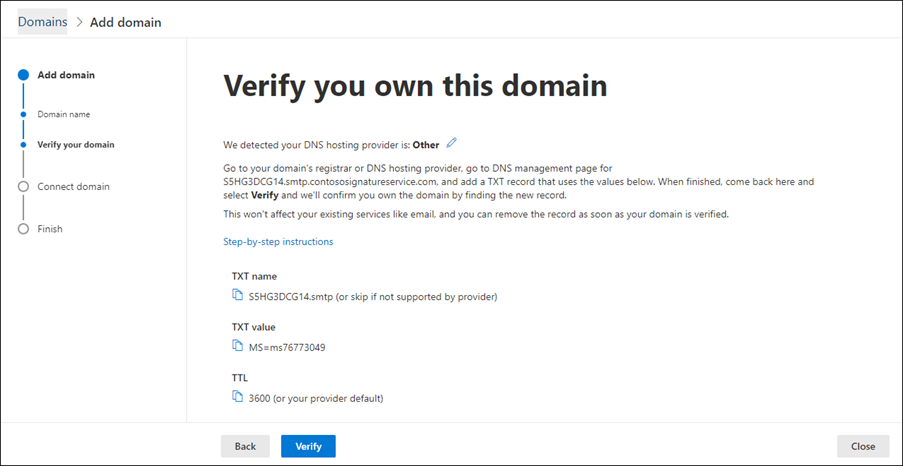 Domains > Add domain
Add domain
Domain name
Verify your domain
Connect domain
Finish
Verify you own this domain
We detected your DNS hosting provider is: Other
Go to your domain's registrar or DNS hosting provider, go to DNS management page for
S5HG3DCG14.smtp.contososignatureservice.com, and add a TXT record that uses the values below. When finished, come back here and
select Verify and we'll confirm you own the domain by finding the new record.
This won't affect your existing services like email, and you can remove the record as soon as your domain is verified.
Step-by-step instructions
TXT name
S5HG3DCG14.smtp (or skip if not supported by provider)
TXT value
MS=ms76773049
TTL
3600 (or your provider default)
Back
Verify
Close